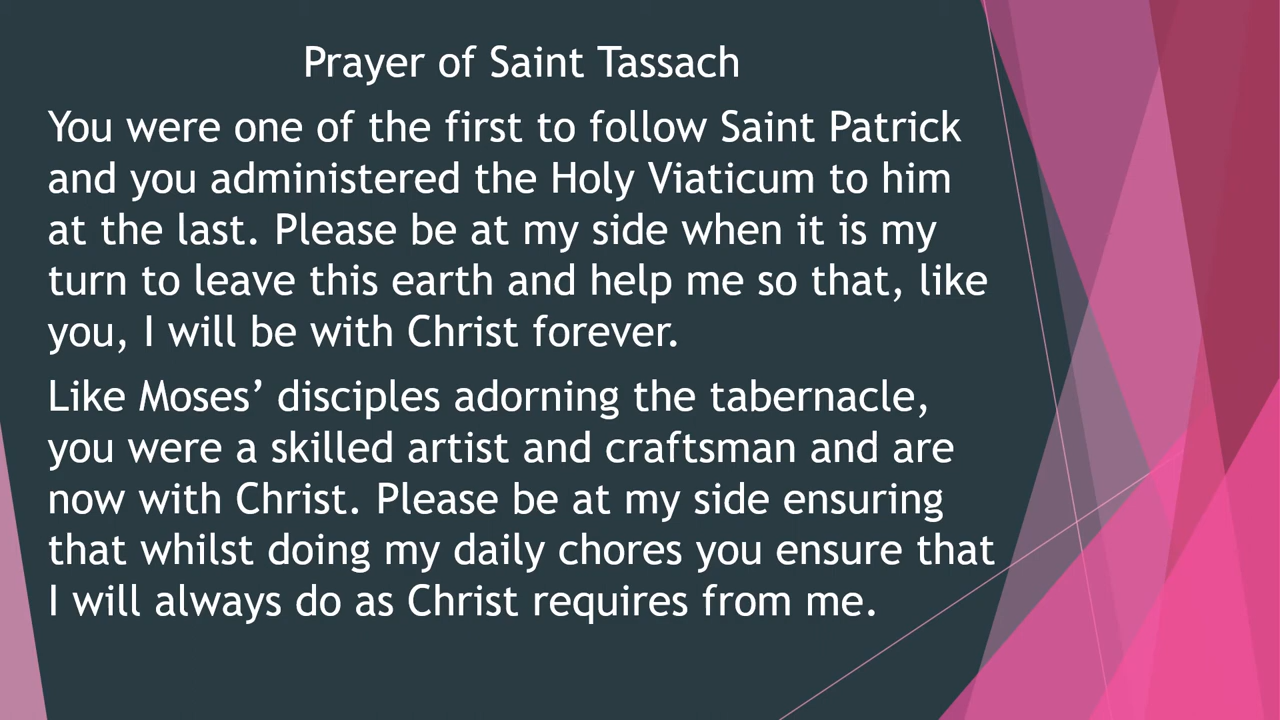 Prayer of Saint Tassach
You were one of the first to follow Saint Patrick
and you administered the Holy Viaticum to him
at the last. Please be at my side when it is my
turn to leave this earth and help me so that, like
you, I will be with Christ forever.
Like Moses’ disciples adorning the tabernacle,
you were a skilled artist and craftsman and are
now with Christ. Please be at my side ensuring
that whilst doing my daily chores you ensure that
I will always do as Christ requires from me.